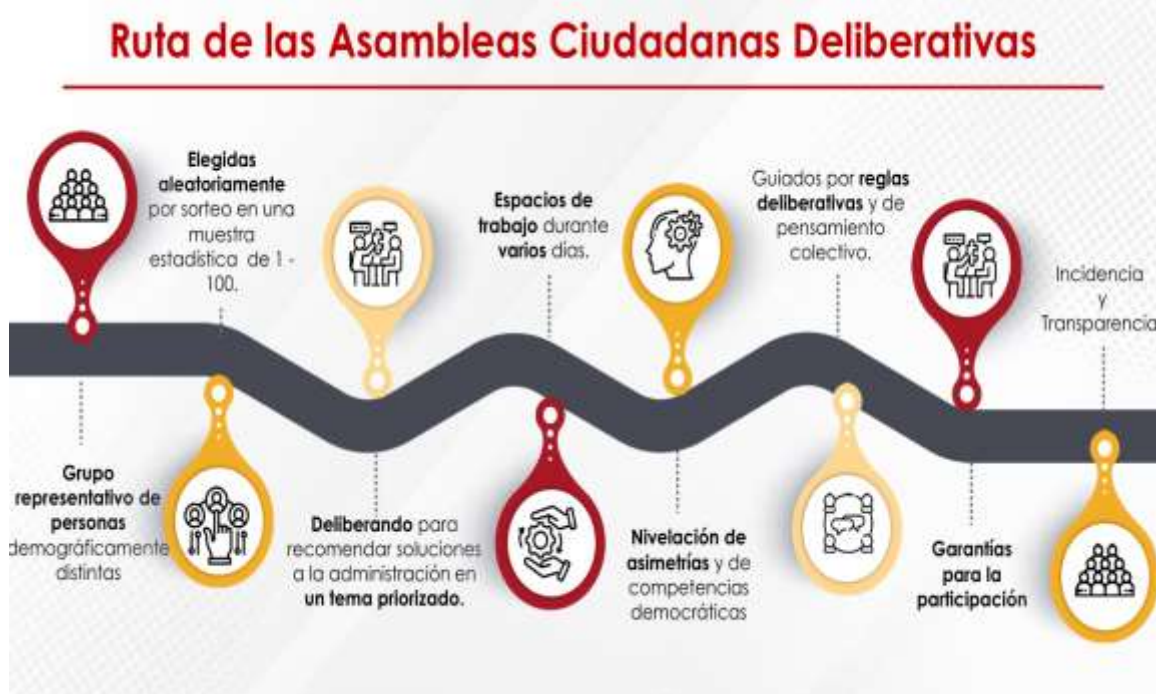 Ruta de las Asambleas Ciudadanas Deliberativas
Grupo
representativo de
personas
demográficamente
distintas
Elegidas
aleatoriamente
por sorteo en una
muestra
estadística de 1 -
100.
Deliberando para
recomendar soluciones
a la administración en
un tema priorizado.
Espacios de
trabajo durante
varios días.
Nivelación de
asimetrías y de
competencias
democráticas
Guiados por reglas
deliberativas y de
pensamiento
colectivo.
Garantías
para la
participación
Incidencia
y
Transparencia